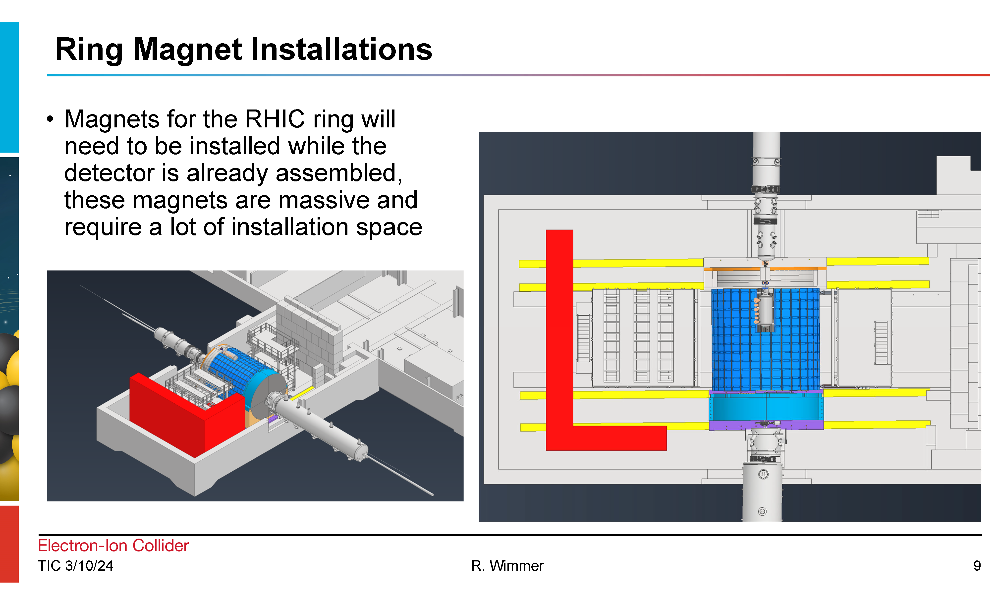 Ring Magnet Installations
• Magnets for the RHIC ring will
need to be installed while the
detector is already assembled,
these magnets are massive and
require a lot of installation space
Electron-Ion Collider
TIC 3/10/24
R. Wimmer
9